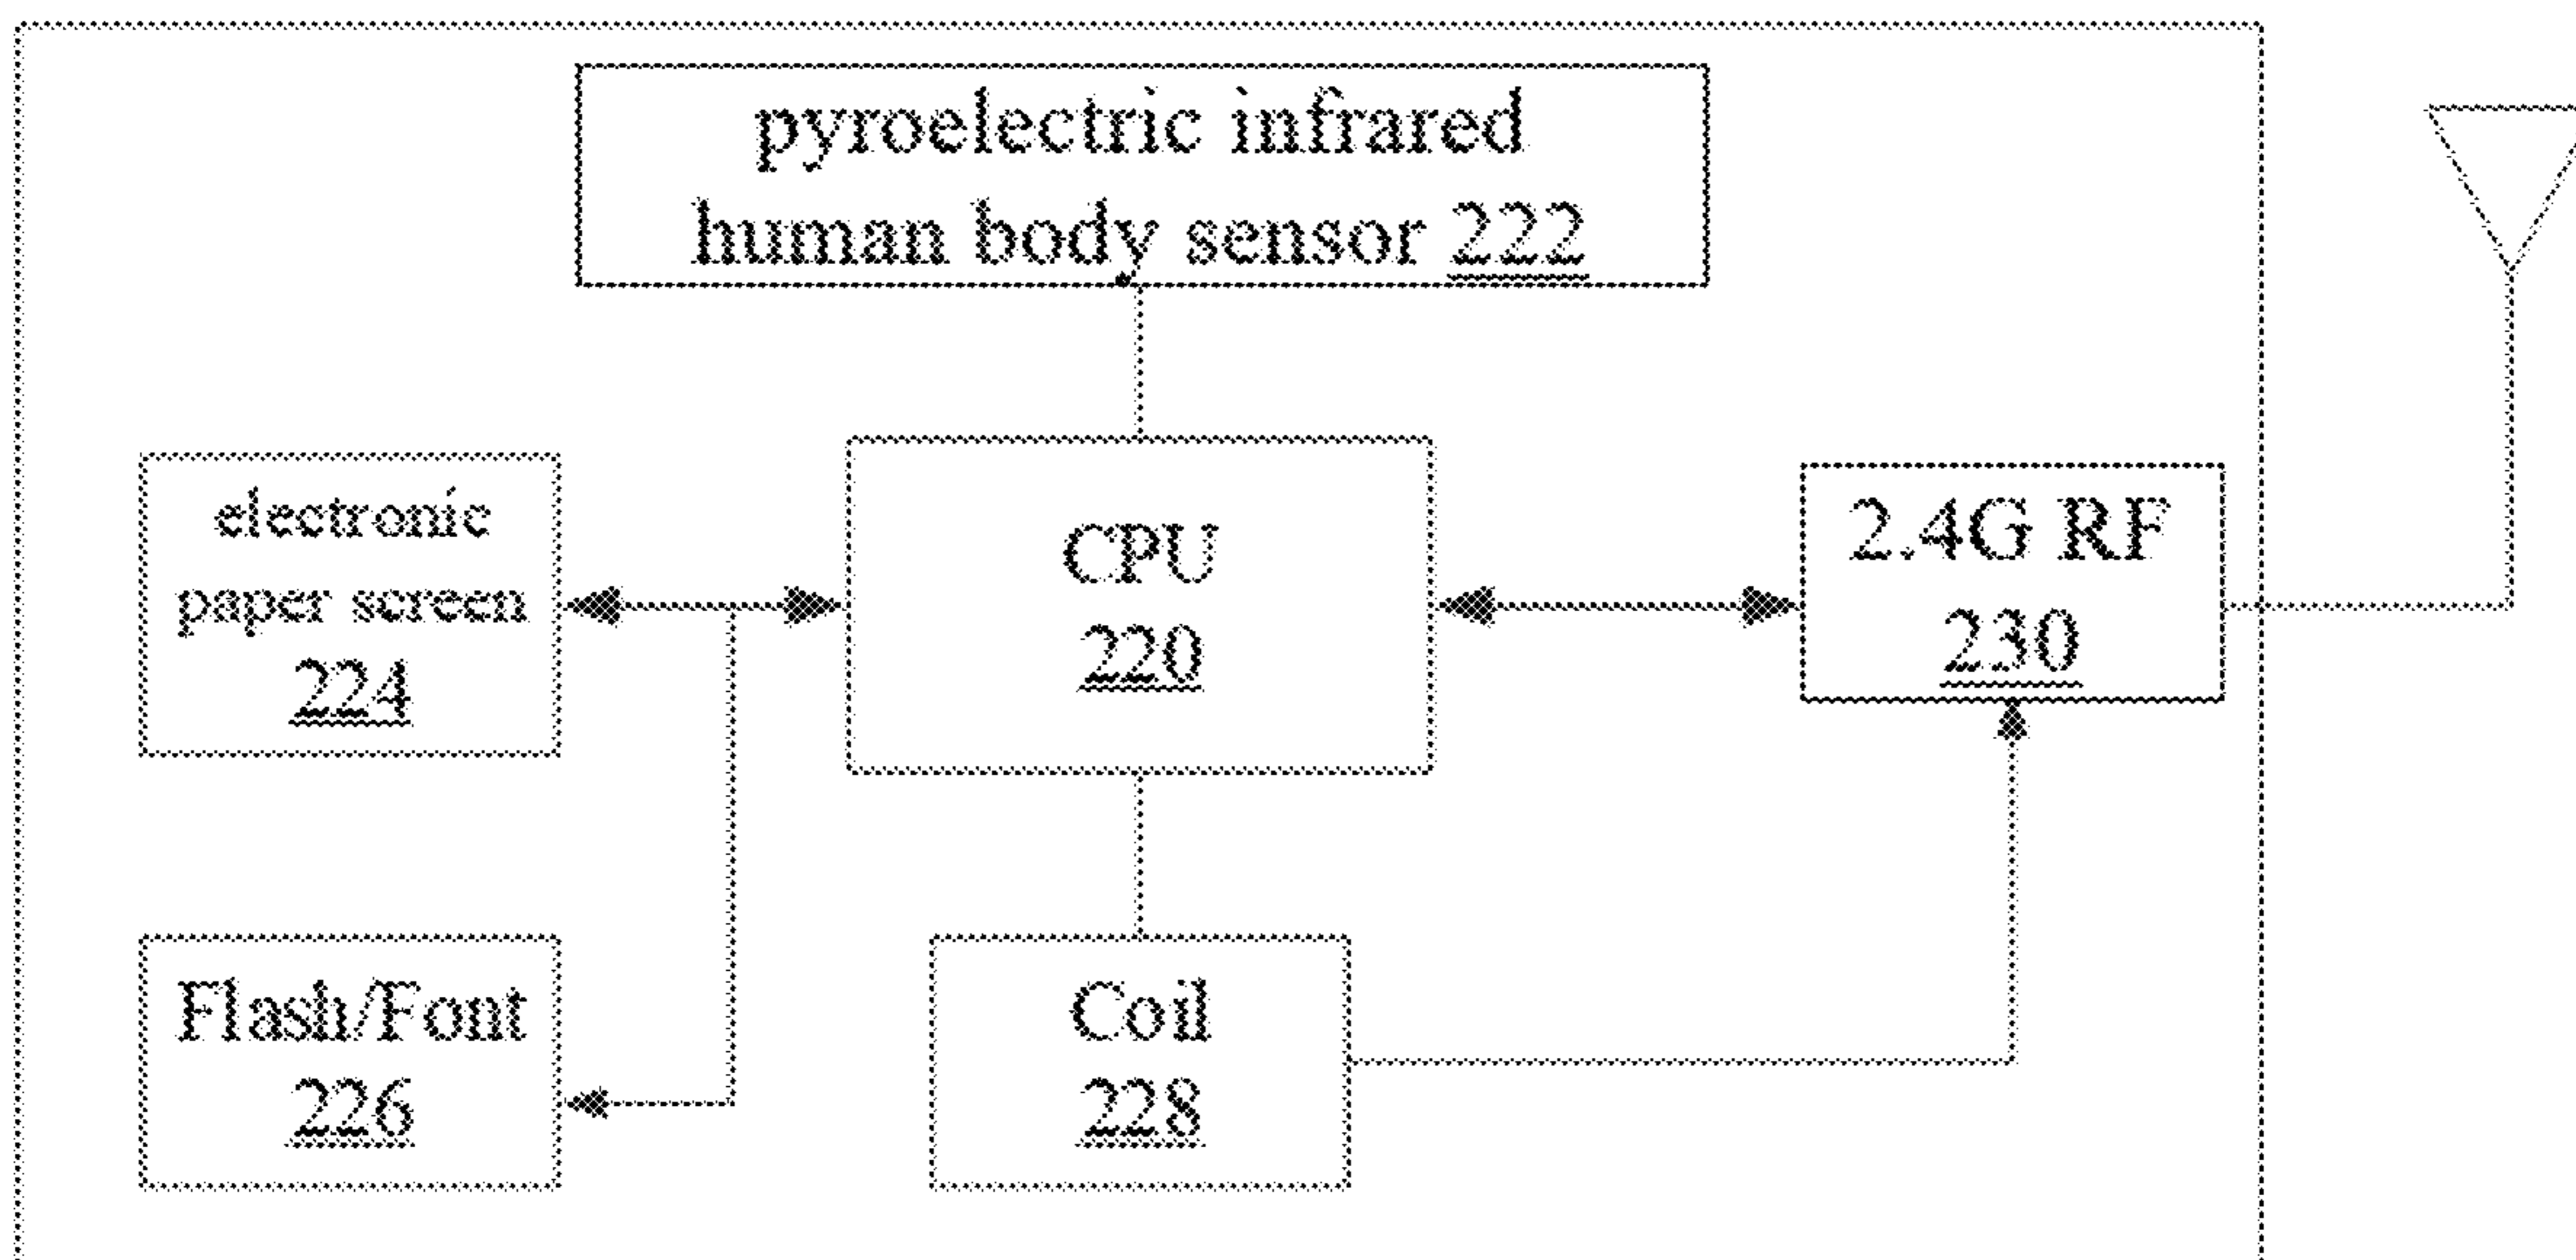 pyroelectric infrared
human body sensor 222
electronic
paper screen
224
CPU
220
2.4G RF
230
Flash/Font
226
Coil
228